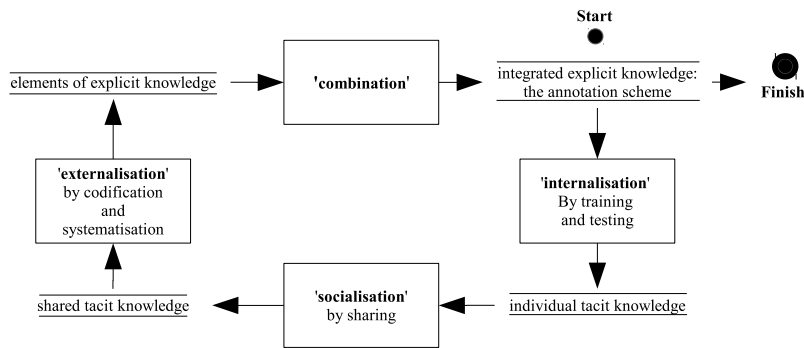 Start
elements of explicit knowledge
'combination'
integrated explicit knowledge:
the annotation scheme
Finish
'externalisation'
by codification
and
systematisation
'internalisation'
By training
and testing
shared tacit knowledge
'socialisation'
by sharing
individual tacit knowledge